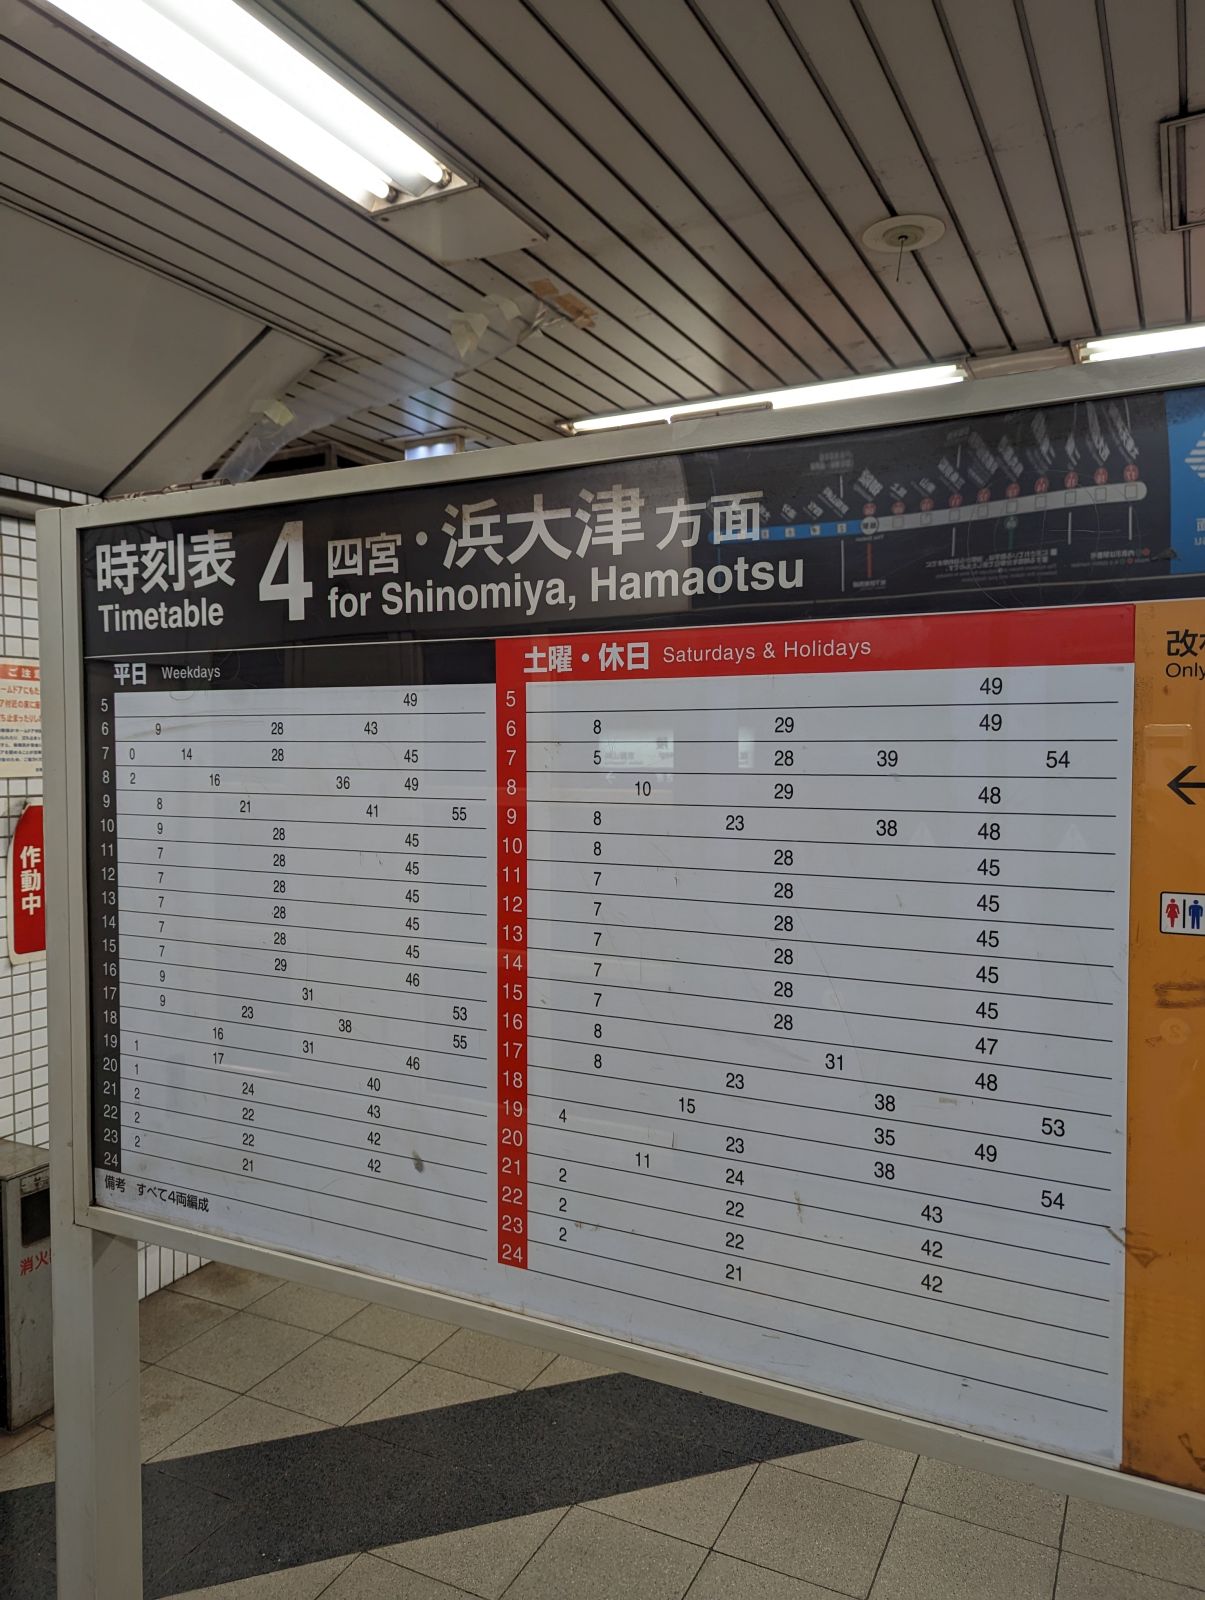 時刻表 4 四宮・浜大津 方面
Timetable for Shinomiya, Hamaotsu
平日 Weekdays
5 49
6 9 28 43
7 0 14 28 45
8 2 16 36 49
9 8 21 41 55
10 9 28 45
11 7 28 45
12 7 28 45
13 7 28 45
14 7 28 45
15 7 29 46
16 9 31 53
17 9 23 38 55
18 16 31 46
19 1 17 40
20 1 24 43
21 2 22 42
22 2 22 42
23 2 21
24
備考 すべて4両編成
土曜・休日 Saturdays & Holidays
5 49
6 8 29 49
7 5 28 39 54
8 10 29 48
9 8 23 38 48
10 8 28 45
11 7 28 45
12 7 28 45
13 7 28 45
14 7 28 45
15 7 28 47
16 8 31 48
17 8 23 38 53
18 15 35 49
19 4 23 38 54
20 11 24 43
21 2 22 42
22 2 22 42
23 2 21
24
Only
ご注
作動中
消火